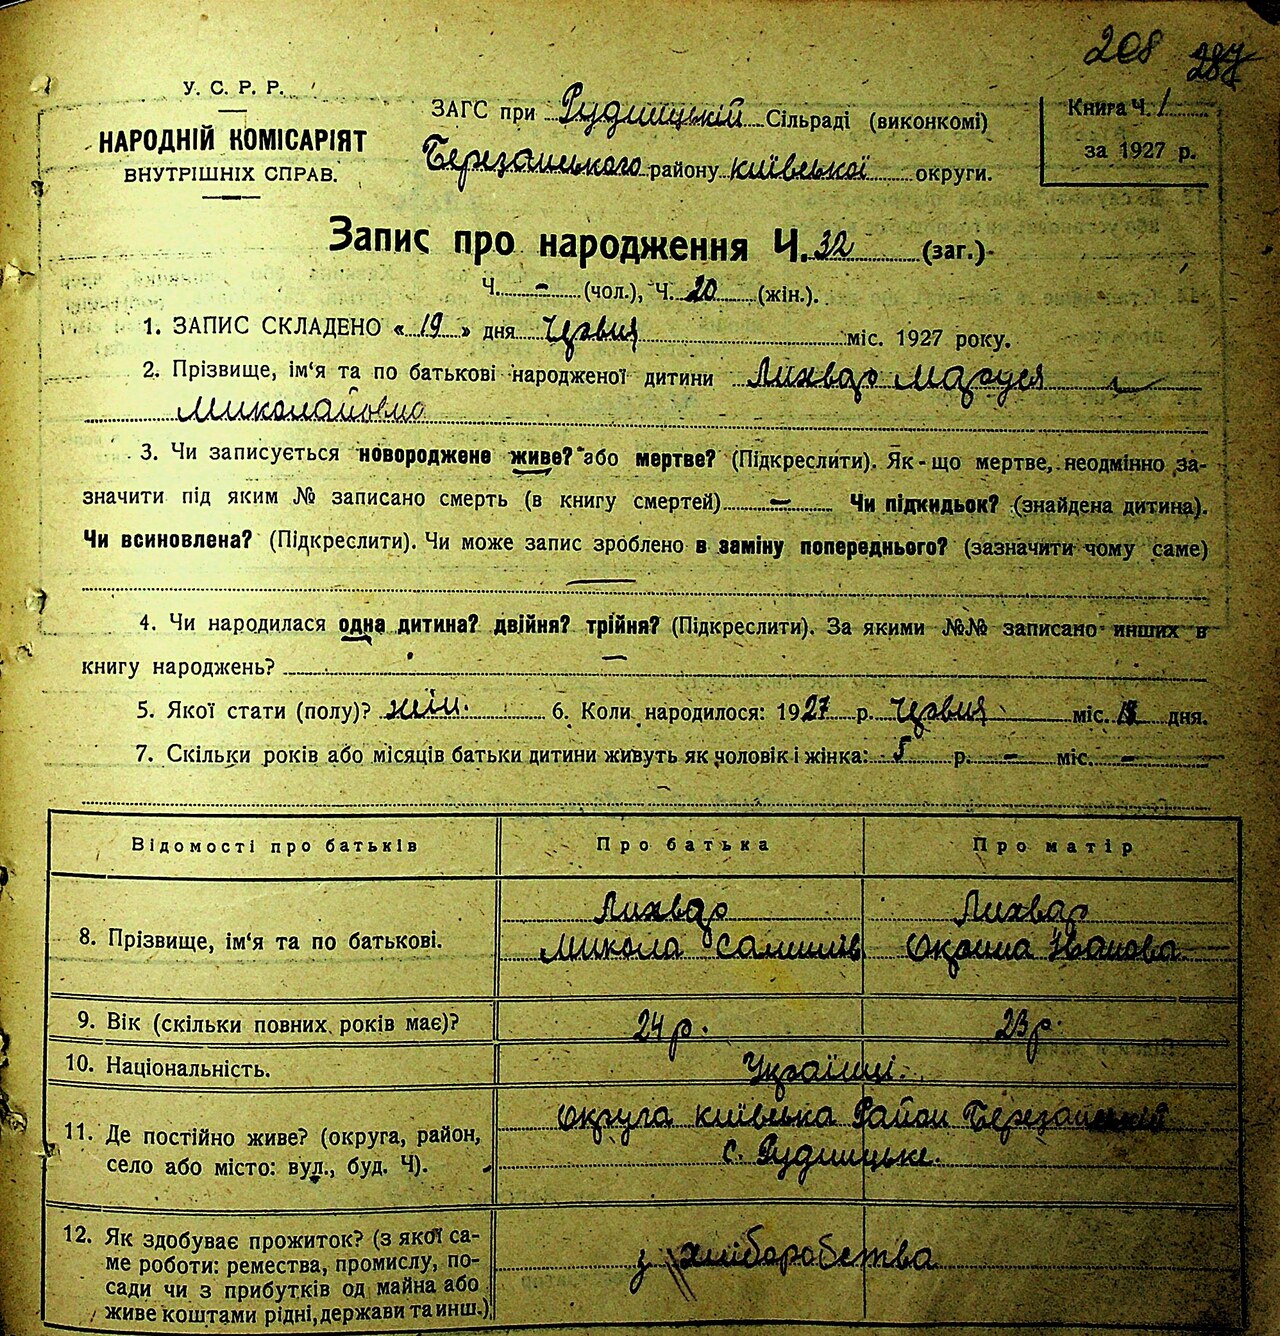 208 287
У. С. Р. Р.
НАРОДНІЙ КОМІСАРІЯТ
ВНУТРІШНІХ СПРАВ.
ЗАГС при Рудницькій Сільраді (виконкомі)
Березанського району київської округи.
Книга Ч. 1
за 1927 р.
Запис про народження Ч. 32 (заг.)
Ч. - (чол.), Ч. 20 (жін.).
1. ЗАПИС СКЛАДЕНО « 19 » дня Червня міс. 1927 року.
2. Прізвище, ім‘я та по батькові народженої дитини Лихвар Маруся
Миколайовна
3. Чи записується новороджене живе? або мертве? (Підкреслити). Як-що мертве, неодмінно за-
значити під яким № записано смерть (в книгу смертей) — Чи підкидьок? (знайдена дитина).
Чи всиновлена? (Підкреслити). Чи може запис зроблено в заміну попереднього? (зазначити чому саме)
—
4. Чи народилася одна дитина? двійня? трійня? (Підкреслити). За якими №№ записано инших в
книгу народжень? —
5. Якої стати (полу)? жін. 6. Коли народилося: 1927 р. Червня міс. дня.
7. Скільки років або місяців батьки дитини живуть як чоловік і жінка: 5 р. - міс. -
Відомості про батьків Про батька Про матір
8. Прізвище, ім‘я та по батькові. Лихвар Лихвар
Микола Іванова
9. Вік (скільки повних років має)? 24 р. 23 р.
10. Національність. Українці.
11. Де постійно живе? (округа, район, село або місто: вул., буд. Ч). Округа київська Район Березанський
с. Рудницьке.
12. Як здобуває прожиток? (з якої са-
ме роботи: ремества, промислу, по-
сади чи з прибутків од майна або
живе коштами рідні, держави та инш.) з хліборобства